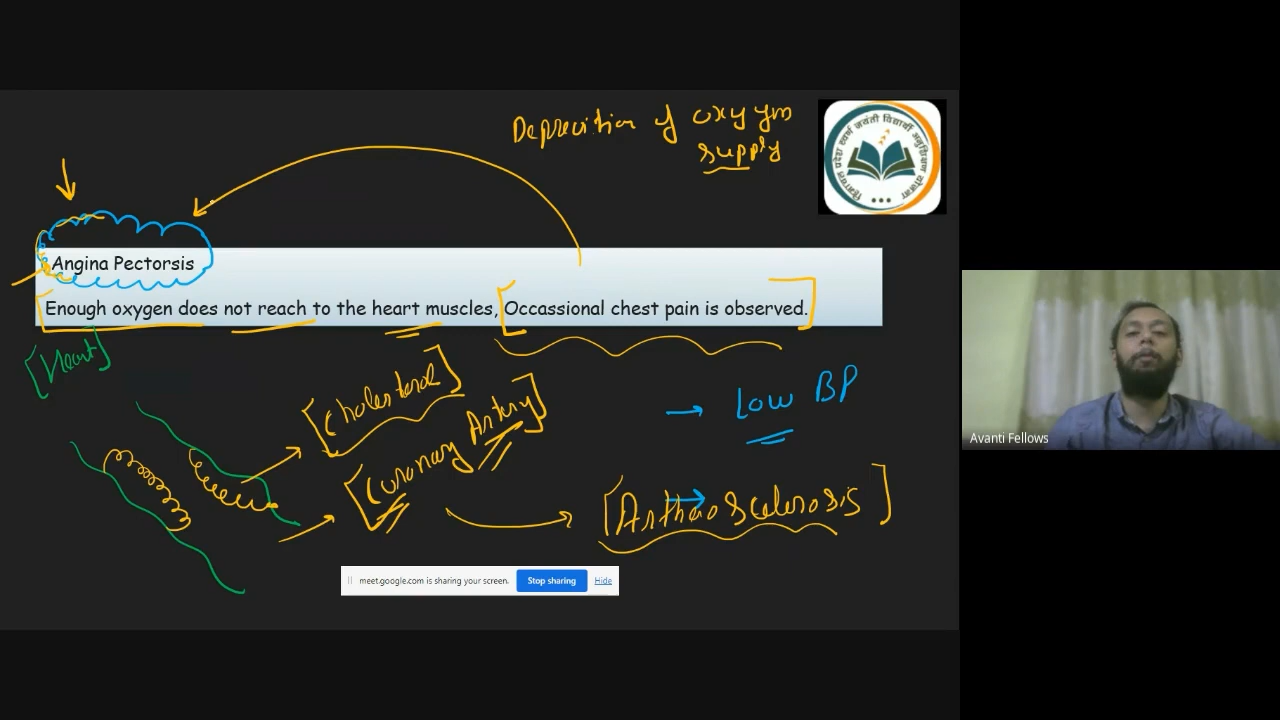 Depreciation of oxygen
supply
Angina Pectorsis
Enough oxygen does not reach to the heart muscles, Occassional chest pain is observed.
[Heart]
[Cholesterol]
[Coronary Artery]
→ Low BP
[Artheosclerosis]
meet.google.com is sharing your screen. Stop sharing Hide
Avanti Fellows